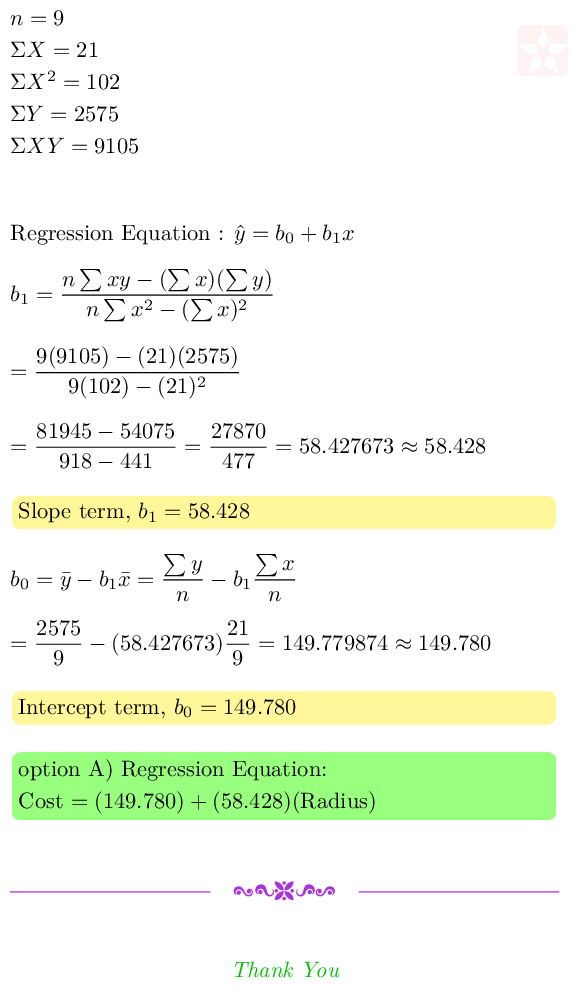 n = 9
ΣX = 21
ΣX² = 102
ΣY = 2575
ΣXY = 9105
Regression Equation : ŷ = b₀ + b₁x
b₁ = (n∑xy − (∑x)(∑y)) / (n∑x² − (∑x)²)
= (9(9105) − (21)(2575)) / (9(102) − (21)²)
= (81945 − 54075) / (918 − 441) = 27870 / 477 = 58.427673 ≈ 58.428
Slope term, b₁ = 58.428
b₀ = ȳ − b₁x̄ = ∑y / n − b₁ ∑x / n
= 2575 / 9 − (58.427673) 21 / 9 = 149.779874 ≈ 149.780
Intercept term, b₀ = 149.780
option A) Regression Equation:
Cost = (149.780) + (58.428)(Radius)
Thank You